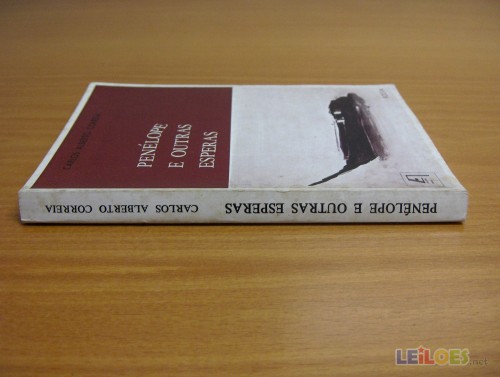 PENÉLOPE
E OUTRAS
ESPERAS
PENÉLOPE E OUTRAS ESPERAS
CARLOS ALBERTO CORREIA
LEILOES.net